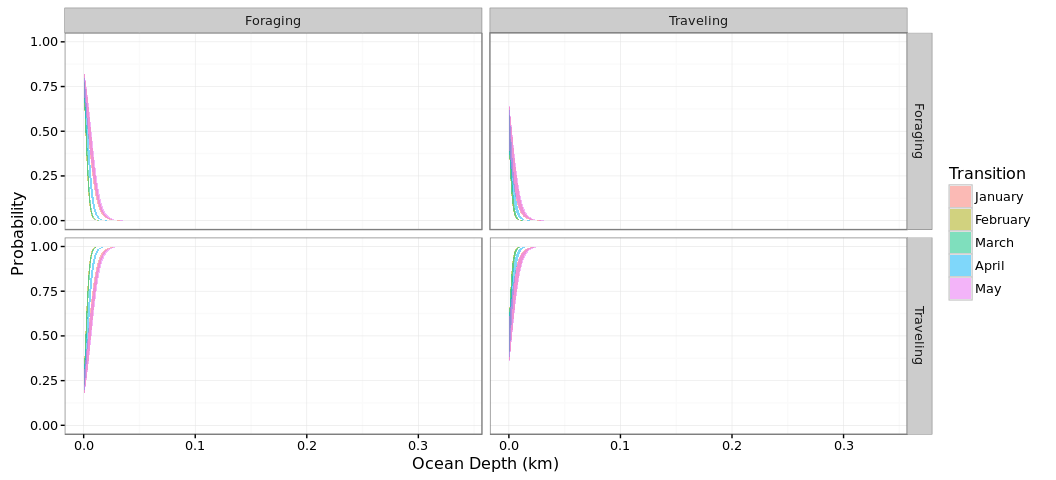 Foraging Traveling
1.00
0.75
0.50
0.25
0.00
Foraging
1.00
0.75
0.50
0.25
0.00
Traveling
Probability
0.0 0.1 0.2 0.3 0.0 0.1 0.2 0.3
Ocean Depth (km)
Transition
January
February
March
April
May